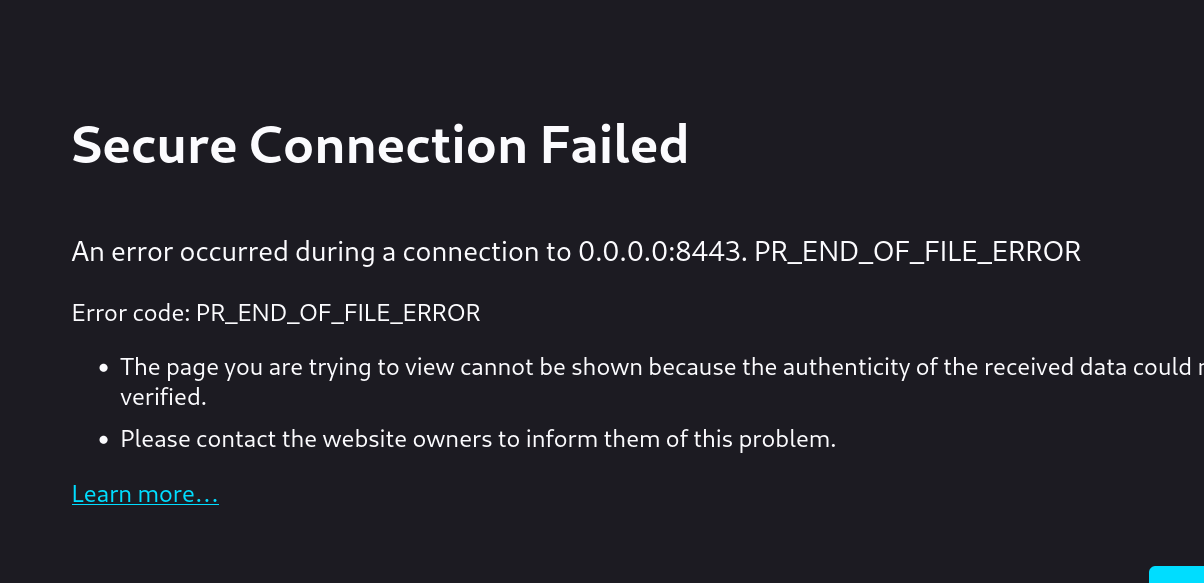 Secure Connection Failed
An error occurred during a connection to 0.0.0.0:8443. PR_END_OF_FILE_ERROR
Error code: PR_END_OF_FILE_ERROR
• The page you are trying to view cannot be shown because the authenticity of the received data could
verified.
• Please contact the website owners to inform them of this problem.
Learn more…